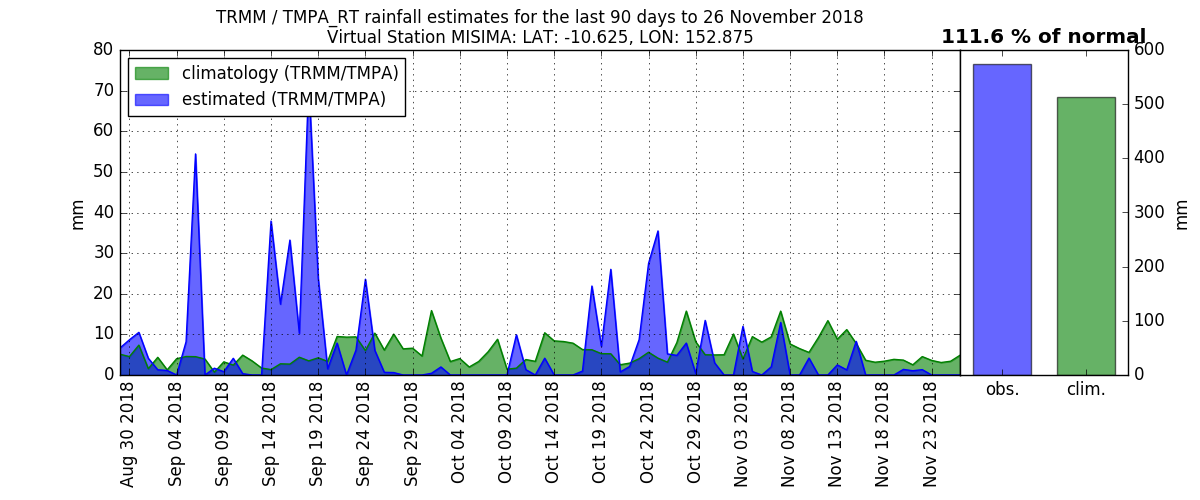 TRMM / TMPA_RT rainfall estimates for the last 90 days to 26 November 2018
Virtual Station MISIMA: LAT: -10.625, LON: 152.875
111.6 % of normal
climatology (TRMM/TMPA)
estimated (TRMM/TMPA)
80
70
60
50
40
30
20
10
0
mm
Aug 30 2018
Sep 04 2018
Sep 09 2018
Sep 14 2018
Sep 19 2018
Sep 24 2018
Sep 29 2018
Oct 04 2018
Oct 09 2018
Oct 14 2018
Oct 19 2018
Oct 24 2018
Oct 29 2018
Nov 03 2018
Nov 08 2018
Nov 13 2018
Nov 18 2018
Nov 23 2018
600
500
400
300
200
100
0
mm
obs.
clim.